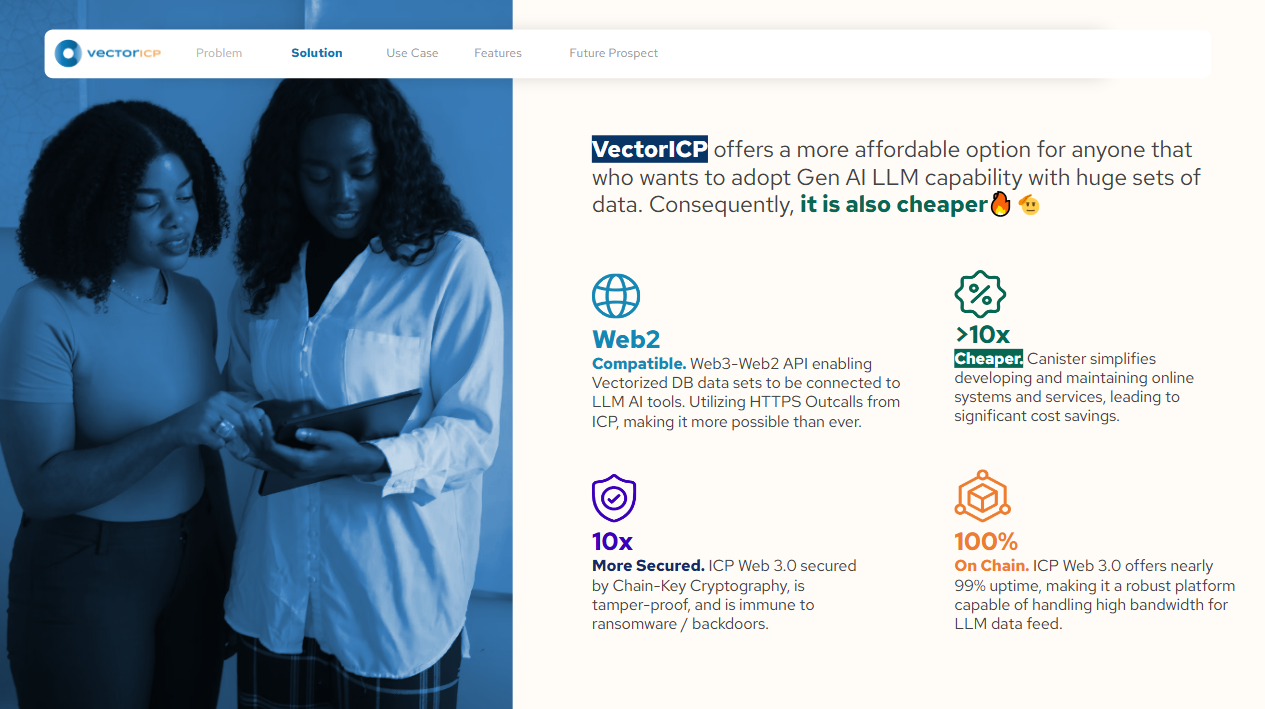 vectorICP Problem Solution Use Case Features Future Prospect
VectorICP offers a more affordable option for anyone that
who wants to adopt Gen AI LLM capability with huge sets of
data. Consequently, it is also cheaper🔥 🫡
Web2
Compatible. Web3-Web2 API enabling
Vectorized DB data sets to be connected to
LLM AI tools. Utilizing HTTPS Outcalls from
ICP, making it more possible than ever.
>10x
Cheaper. Canister simplifies
developing and maintaining online
systems and services, leading to
significant cost savings.
10x
More Secured. ICP Web 3.0 secured
by Chain-Key Cryptography, is
tamper-proof, and is immune to
ransomware / backdoors.
100%
On Chain. ICP Web 3.0 offers nearly
99% uptime, making it a robust platform
capable of handling high bandwidth for
LLM data feed.